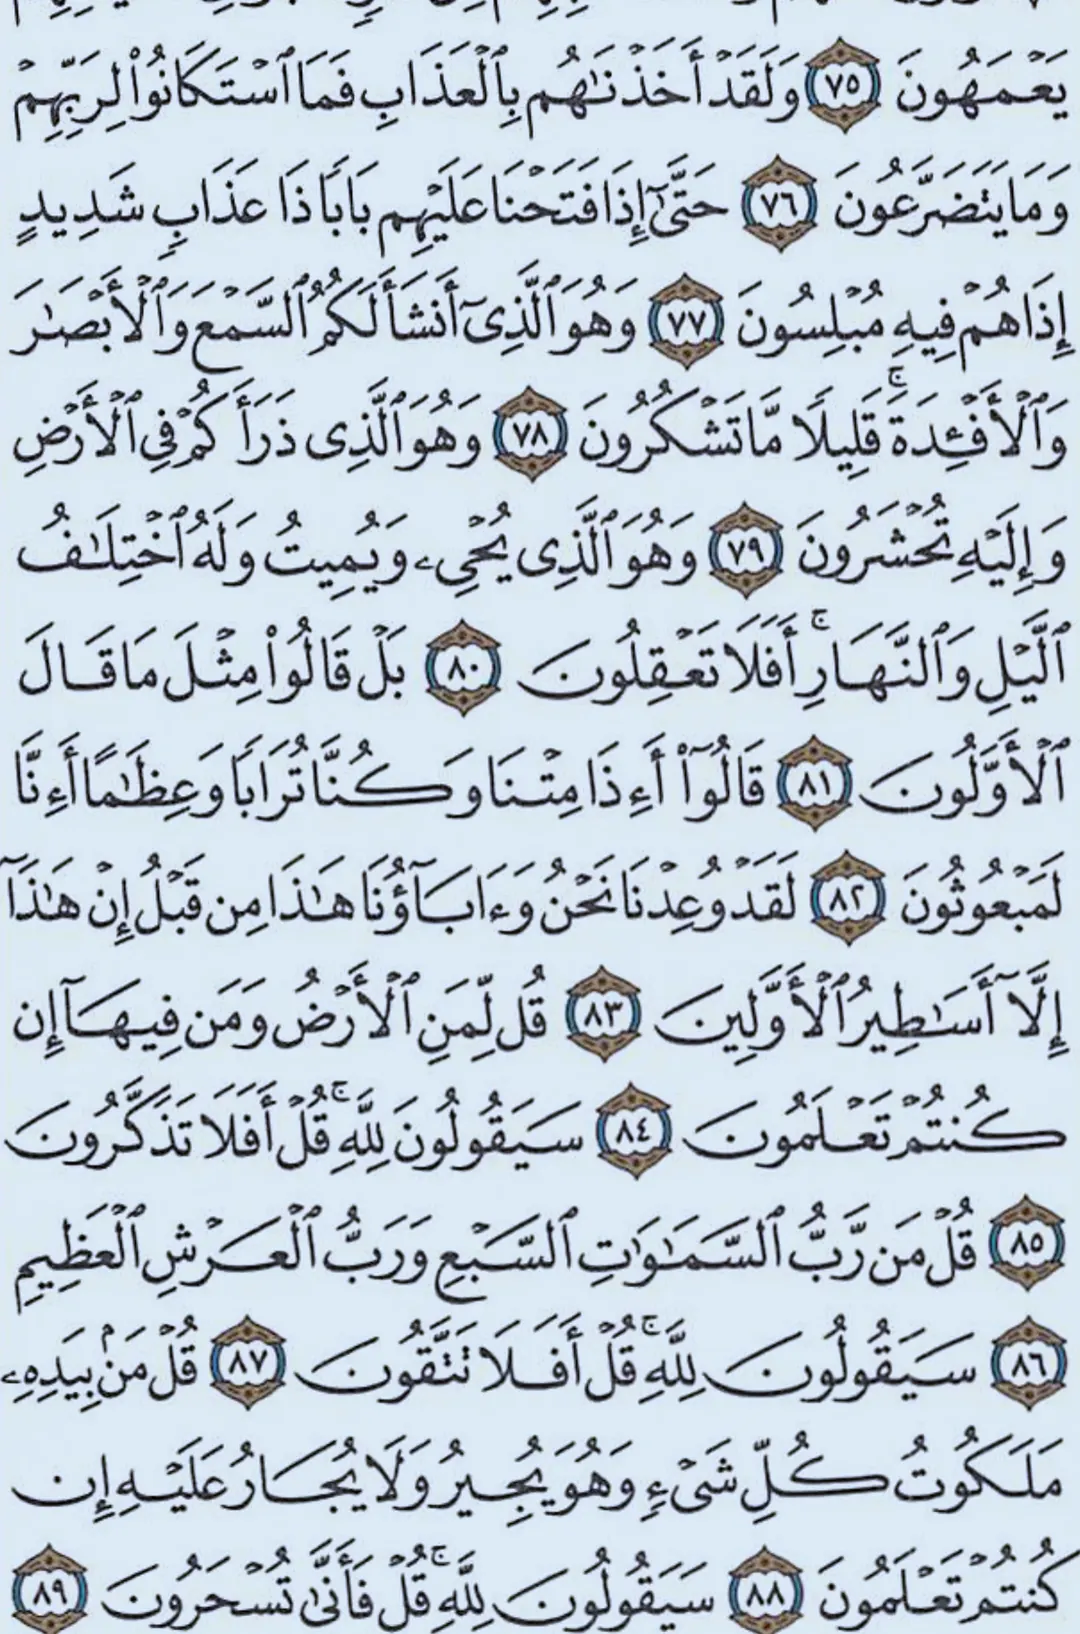 يَعْمَهُونَ ٧٥ وَلَقَدْ أَخَذْنَٰهُم بِٱلْعَذَابِ فَمَا ٱسْتَكَانُوا۟ لِرَبِّهِمْ
وَمَا يَتَضَرَّعُونَ ٧٦ حَتَّىٰٓ إِذَا فَتَحْنَا عَلَيْهِم بَابًا ذَا عَذَابٍ شَدِيدٍ
إِذَا هُمْ فِيهِ مُبْلِسُونَ ٧٧ وَهُوَ ٱلَّذِىٓ أَنشَأَ لَكُمُ ٱلسَّمْعَ وَٱلْأَبْصَٰرَ
وَٱلْأَفْـِٔدَةَ ۚ قَلِيلًا مَّا تَشْكُرُونَ ٧٨ وَهُوَ ٱلَّذِى ذَرَأَكُمْ فِى ٱلْأَرْضِ
وَإِلَيْهِ تُحْشَرُونَ ٧٩ وَهُوَ ٱلَّذِى يُحْىِۦ وَيُمِيتُ وَلَهُ ٱخْتِلَٰفُ
ٱلَّيْلِ وَٱلنَّهَارِ ۚ أَفَلَا تَعْقِلُونَ ٨٠ بَلْ قَالُوا۟ مِثْلَ مَا قَالَ
ٱلْأَوَّلُونَ ٨١ قَالُوٓا۟ أَءِذَا مِتْنَا وَكُنَّا تُرَابًا وَعِظَٰمًا أَءِنَّا
لَمَبْعُوثُونَ ٨٢ لَقَدْ وُعِدْنَا نَحْنُ وَءَابَآؤُنَا هَٰذَا مِن قَبْلُ إِنْ هَٰذَآ
إِلَّآ أَسَٰطِيرُ ٱلْأَوَّلِينَ ٨٣ قُل لِّمَنِ ٱلْأَرْضُ وَمَن فِيهَآ إِن
كُنتُمْ تَعْلَمُونَ ٨٤ سَيَقُولُونَ لِلَّهِ ۚ قُلْ أَفَلَا تَذَكَّرُونَ
٨٥ قُلْ مَن رَّبُّ ٱلسَّمَٰوَٰتِ ٱلسَّبْعِ وَرَبُّ ٱلْعَرْشِ ٱلْعَظِيمِ
٨٦ سَيَقُولُونَ لِلَّهِ ۚ قُلْ أَفَلَا تَتَّقُونَ ٨٧ قُلْ مَنۢ بِيَدِهِۦ
مَلَكُوتُ كُلِّ شَىْءٍ وَهُوَ يُجِيرُ وَلَا يُجَارُ عَلَيْهِ إِن
كُنتُمْ تَعْلَمُونَ ٨٨ سَيَقُولُونَ لِلَّهِ ۚ قُلْ فَأَنَّىٰ تُسْحَرُونَ ٨٩